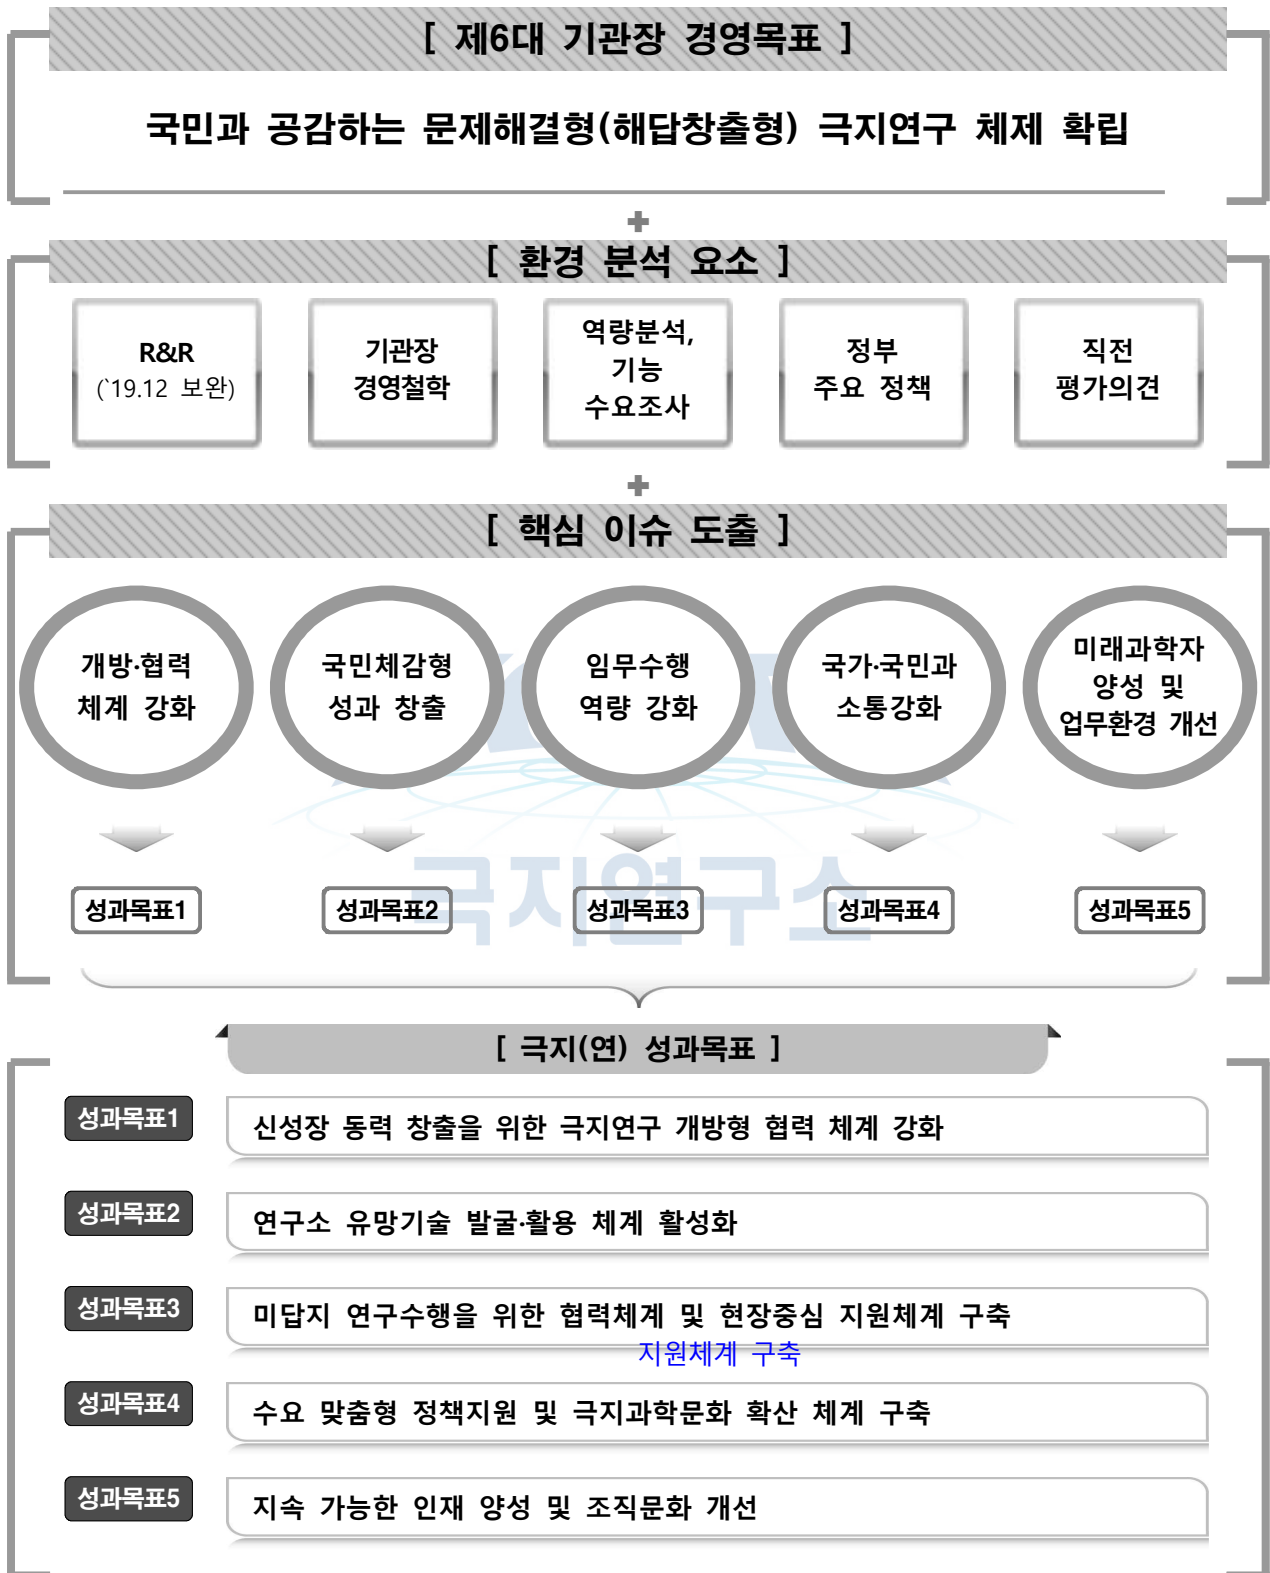 [ 제6대 기관장 경영목표 ]
국민과 공감하는 문제해결형(해답창출형) 극지연구 체제 확립
[ 환경 분석 요소 ]
R&R
(`19.12 보완)
기관장
경영철학
역량분석,
기능
수요조사
정부
주요 정책
직전
평가의견
[ 핵심 이슈 도출 ]
개방·협력
체계 강화
국민체감형
성과 창출
임무수행
역량 강화
국가·국민과
소통강화
미래과학자
양성 및
업무환경 개선
극지연구소
성과목표1
성과목표2
성과목표3
성과목표4
성과목표5
[ 극지(연) 성과목표 ]
성과목표1
신성장 동력 창출을 위한 극지연구 개방형 협력 체계 강화
성과목표2
연구소 유망기술 발굴·활용 체계 활성화
성과목표3
미답지 연구수행을 위한 협력체계 및 현장중심 지원체계 구축
지원체계 구축
성과목표4
수요 맞춤형 정책지원 및 극지과학문화 확산 체계 구축
성과목표5
지속 가능한 인재 양성 및 조직문화 개선